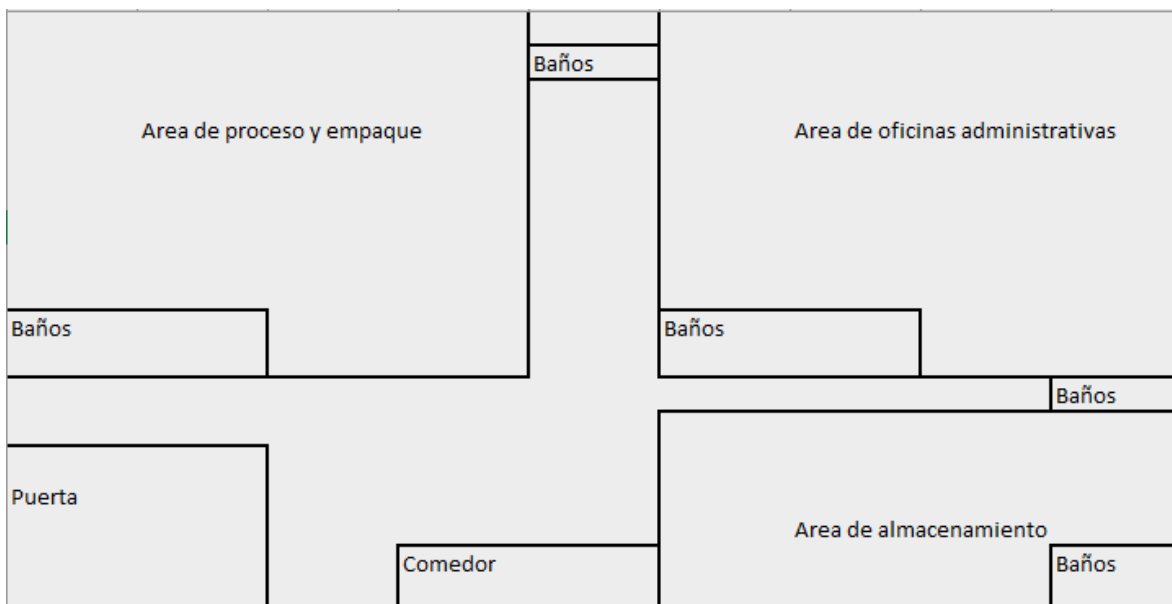 Baños
Area de proceso y empaque
Area de oficinas administrativas
Baños
Baños
Baños
Puerta
Area de almacenamiento
Comedor
Baños